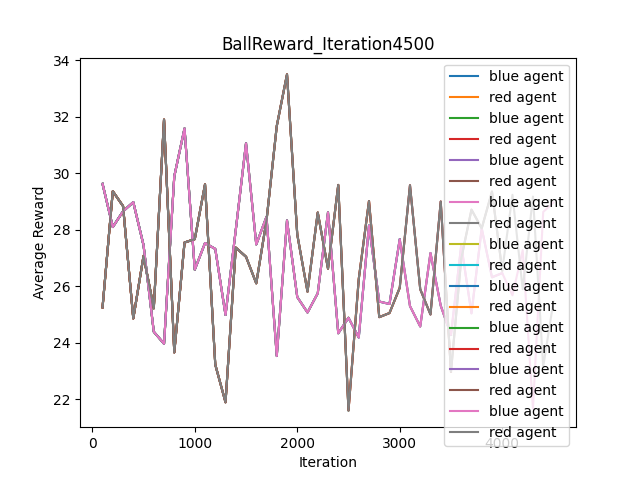 BallReward_Iteration4500
34
32
30
28
26
24
22
Average Reward
0
1000
2000
3000
4000
Iteration
blue agent
red agent
blue agent
red agent
blue agent
red agent
blue agent
red agent
blue agent
red agent
blue agent
red agent
blue agent
red agent
blue agent
red agent
blue agent
red agent